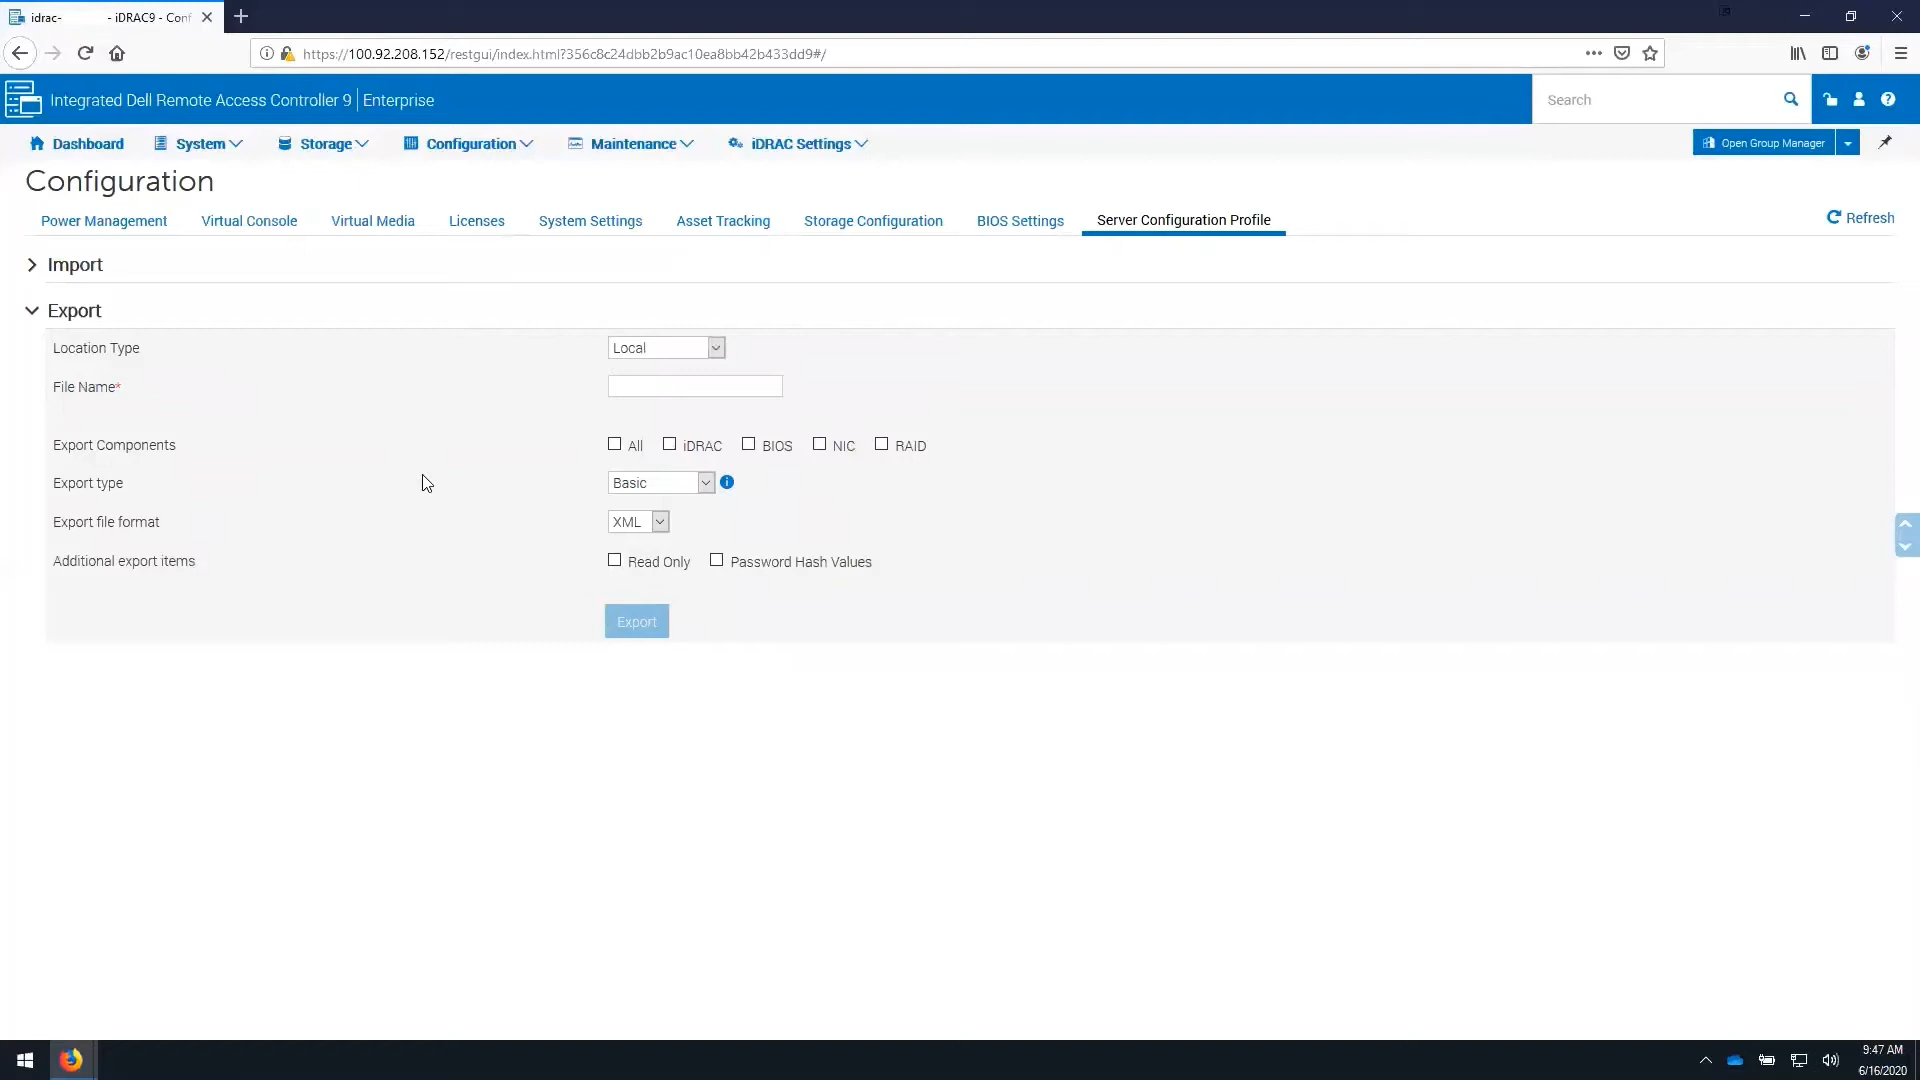 idrac- - iDRAC9 - Conf
https://100.92.208.152/restgui/index.html?356c8c24dbb2b9ac10ea8bb42b433dd9#/
Integrated Dell Remote Access Controller 9 | Enterprise
Search
Dashboard System Storage Configuration Maintenance iDRAC Settings Open Group Manager
Configuration
Power Management Virtual Console Virtual Media Licenses System Settings Asset Tracking Storage Configuration BIOS Settings Server Configuration Profile Refresh
Import
Export
Location Type Local
File Name*
Export Components All iDRAC BIOS NIC RAID
Export type Basic
Export file format XML
Additional export items Read Only Password Hash Values
Export
9:47 AM
6/16/2020